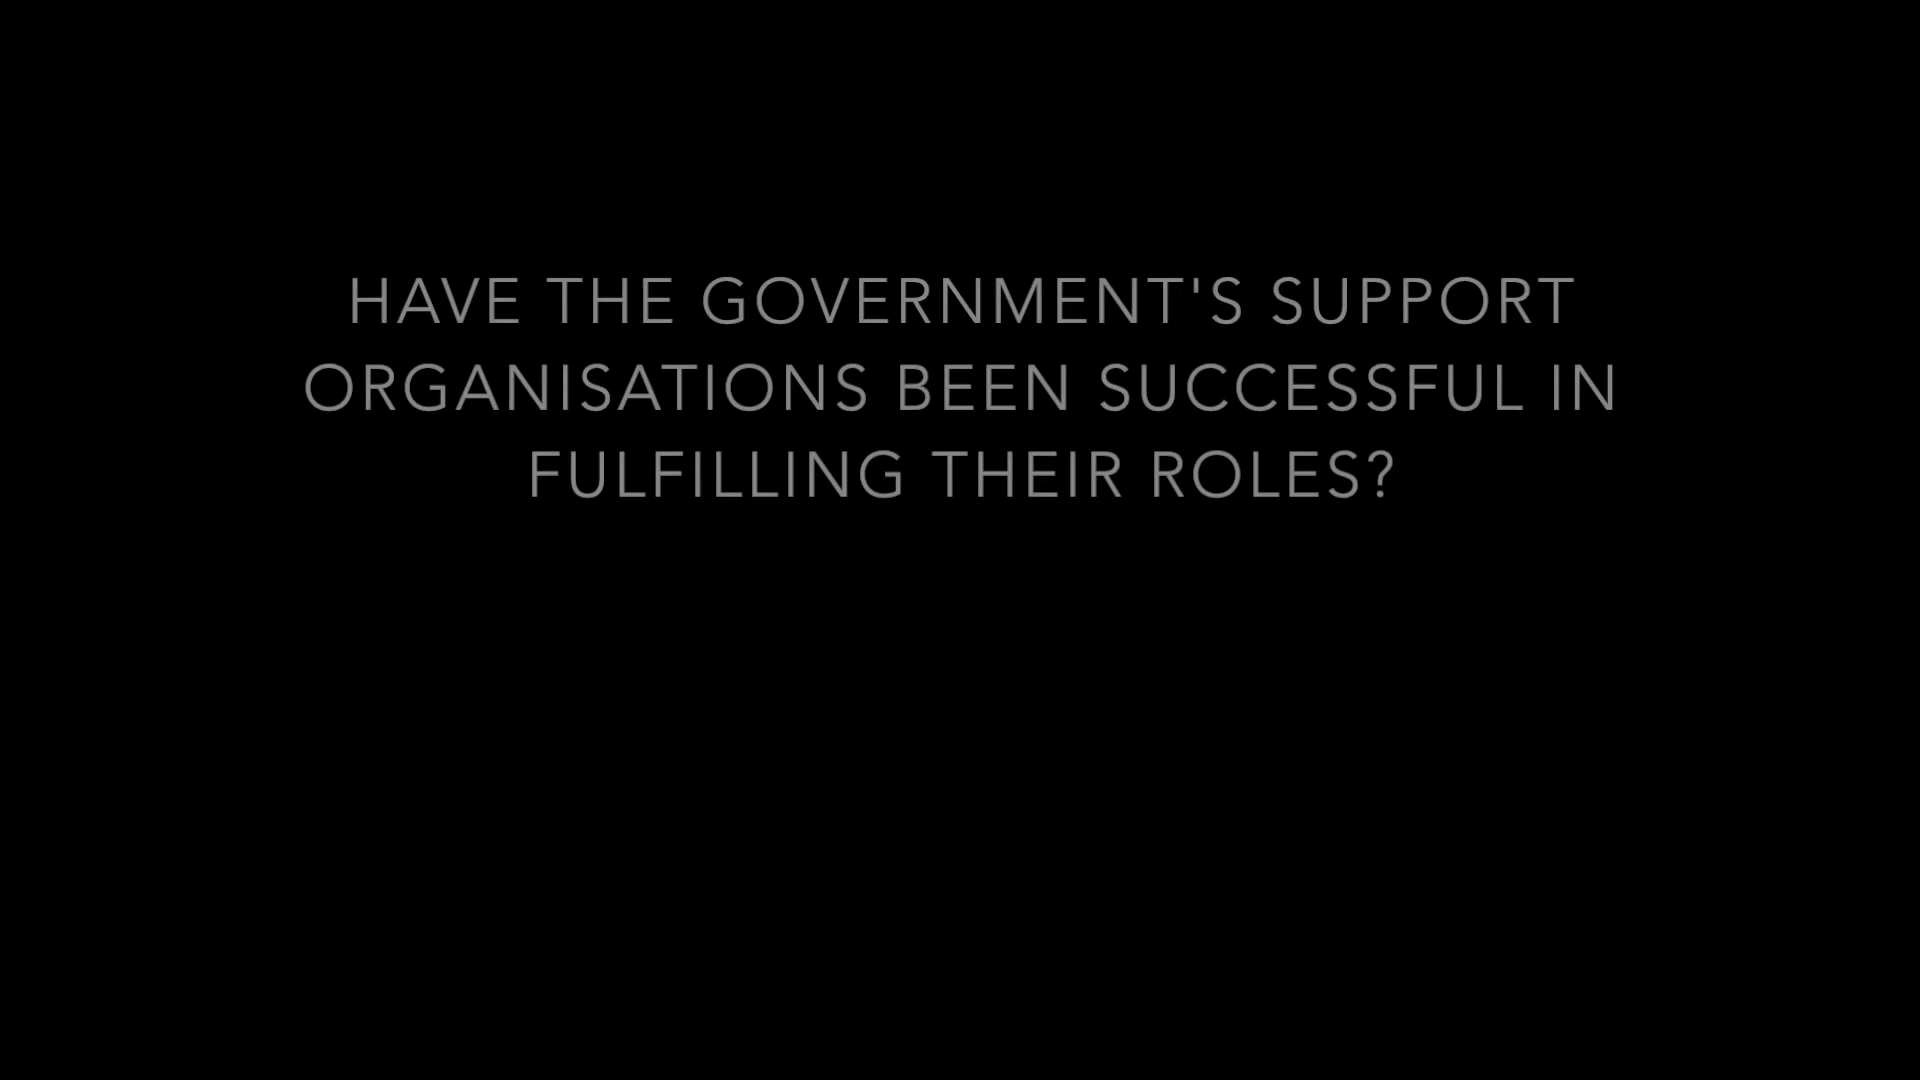 HAVE THE GOVERNMENT'S SUPPORT
ORGANISATIONS BEEN SUCCESSFUL IN
FULFILLING THEIR ROLES?